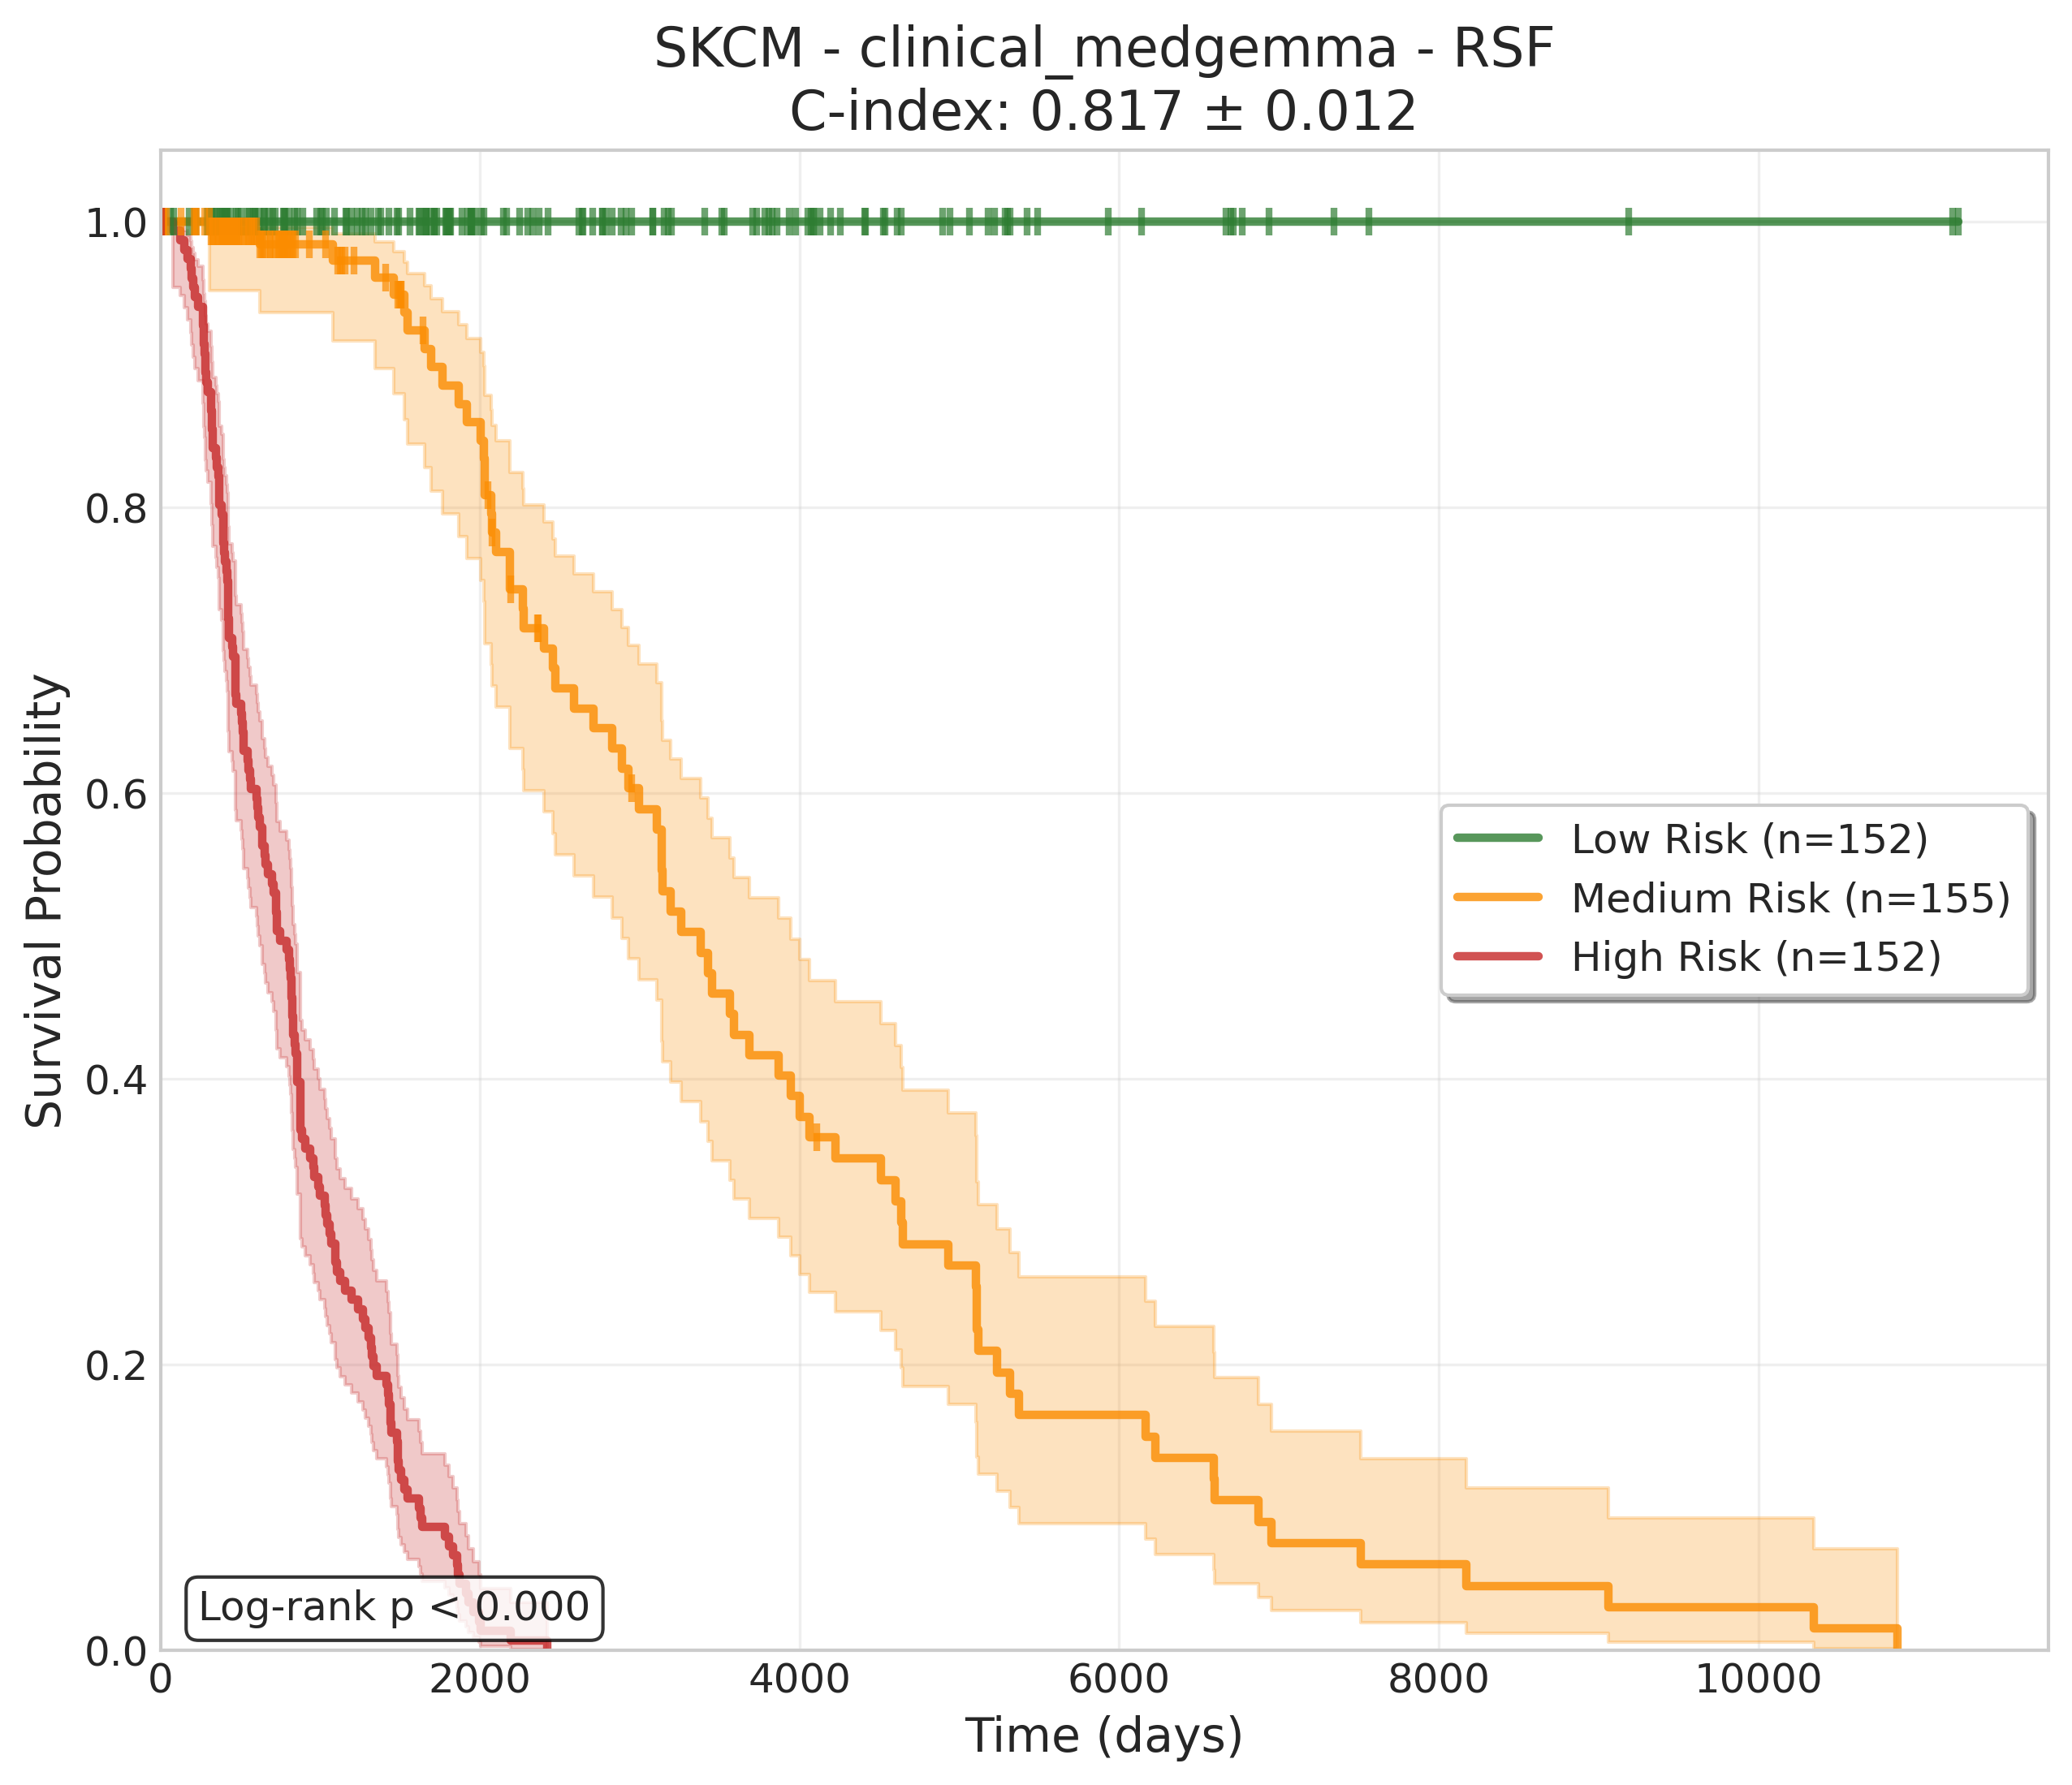 SKCM - clinical_medgemma - RSF
C-index: 0.817 ± 0.012
Survival Probability
1.0
0.8
0.6
0.4
0.2
0.0
Low Risk (n=152)
Medium Risk (n=155)
High Risk (n=152)
Log-rank p < 0.000
0 2000 4000 6000 8000 10000
Time (days)